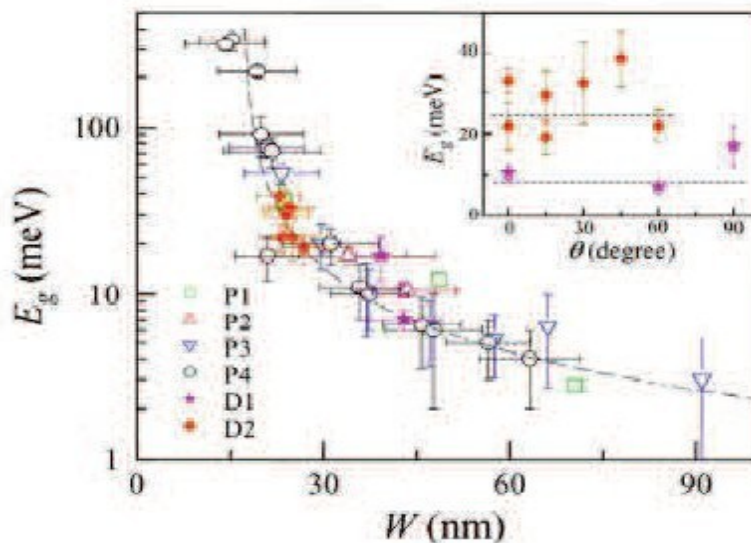 E_g (meV)
100
10
1
0
30
60
90
W (nm)
P1
P2
P3
P4
D1
D2
E_g (meV)
40
20
0
0
30
60
90
θ (degree)